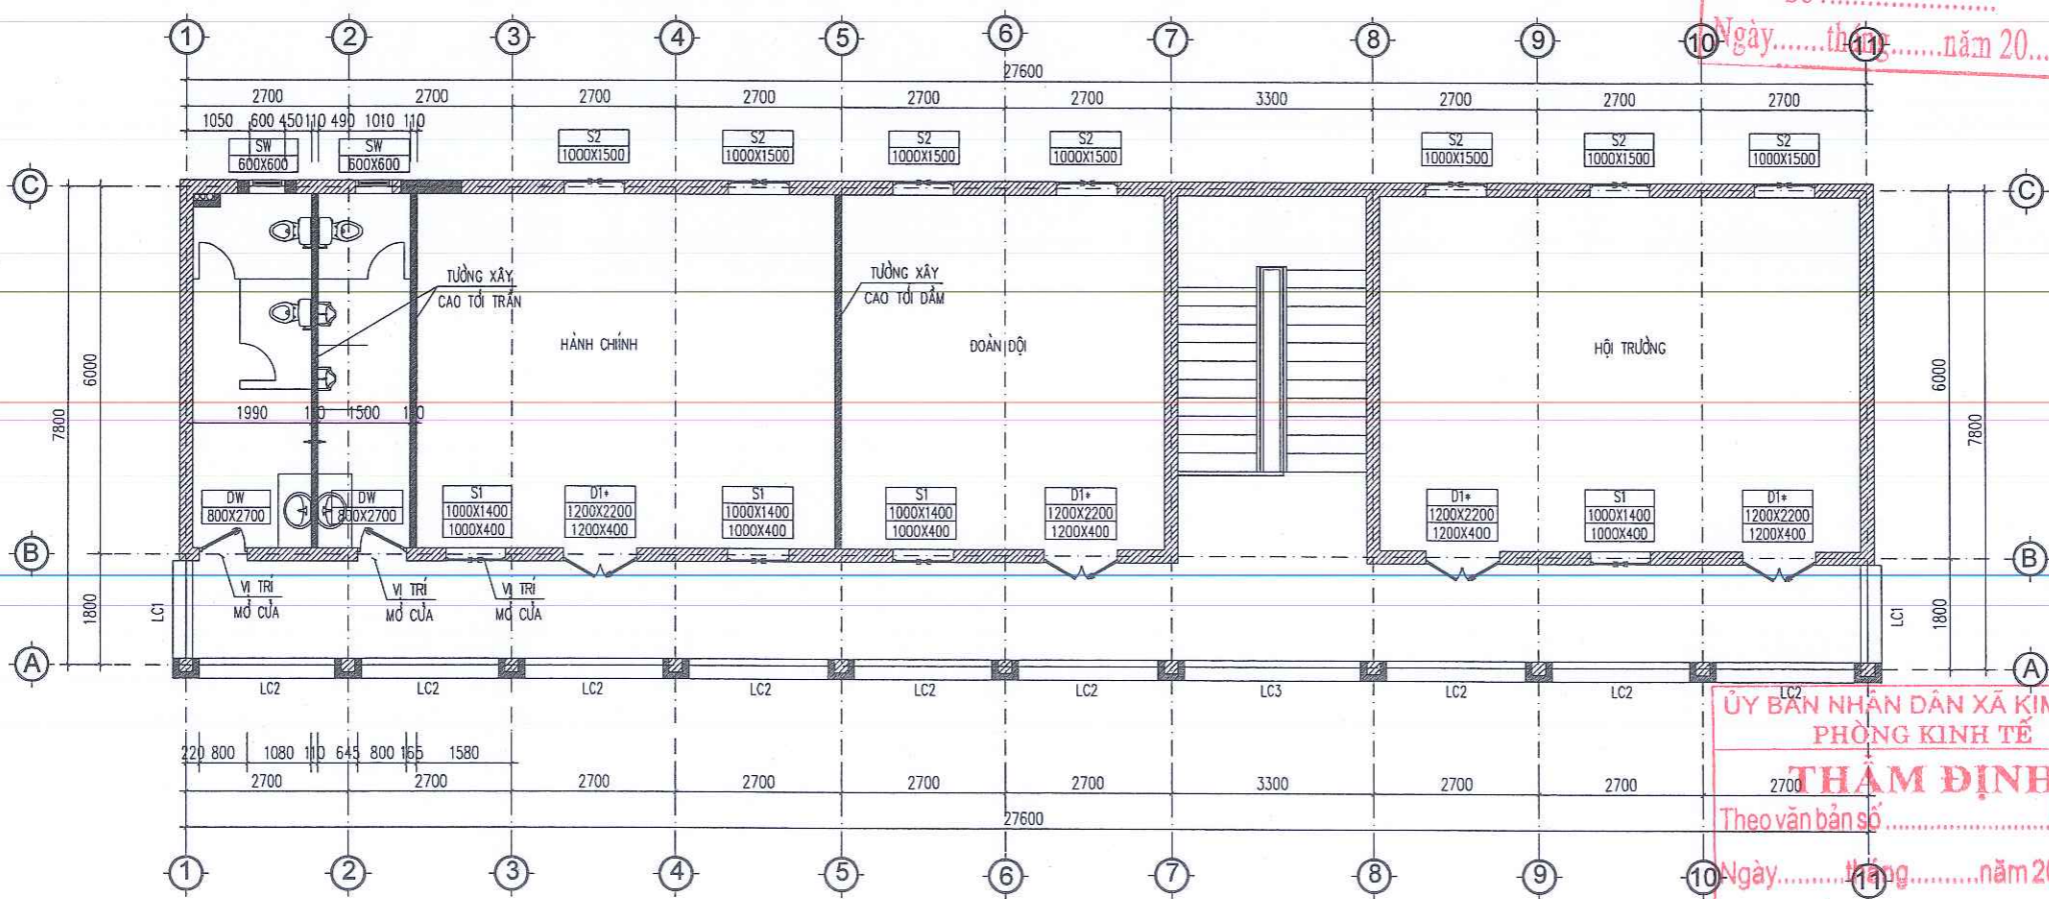 Ngày.......tháng.......năm 20...
1 2 3 4 5 6 7 8 9 10 11
27600
2700 2700 2700 2700 2700 2700 3300 2700 2700 2700
1050 600 450 110 490 1010 110
SW SW S2 S2 S2 S2 S2 S2 S2
600X600 600X600 1000X1500 1000X1500 1000X1500 1000X1500 1000X1500 1000X1500 1000X1500
C C
TƯỜNG XÂY
CAO TỚI TRẦN
TƯỜNG XÂY
CAO TỚI DẦM
HÀNH CHÍNH ĐOÀN ĐỘI HỘI TRƯỜNG
6000 6000
7800 7800
1990 110 1500 110
DW DW S1 D1* S1 S1 D1* D1* S1 D1*
800X2700 800X2700 1000X1400 1200X2200 1000X1400 1000X1400 1200X2200 1200X2200 1000X1400 1200X2200
1000X400 1200X400 1000X400 1000X400 1200X400 1200X400 1000X400 1200X400
B B
VỊ TRÍ VỊ TRÍ VỊ TRÍ
MỞ CỬA MỞ CỬA MỞ CỬA
1800 LC1 LC1 1800
A A
LC2 LC2 LC2 LC2 LC2 LC2 LC3 LC2 LC2 LC2
ỦY BAN NHÂN DÂN XÃ KIM
PHÒNG KINH TẾ
THẨM ĐỊNH
Theo văn bản số
Ngày..........tháng..........năm 20
220 800 1080 110 645 800 165 1580
2700 2700 2700 2700 2700 2700 3300 2700 2700 2700
27600
1 2 3 4 5 6 7 8 9 10 11